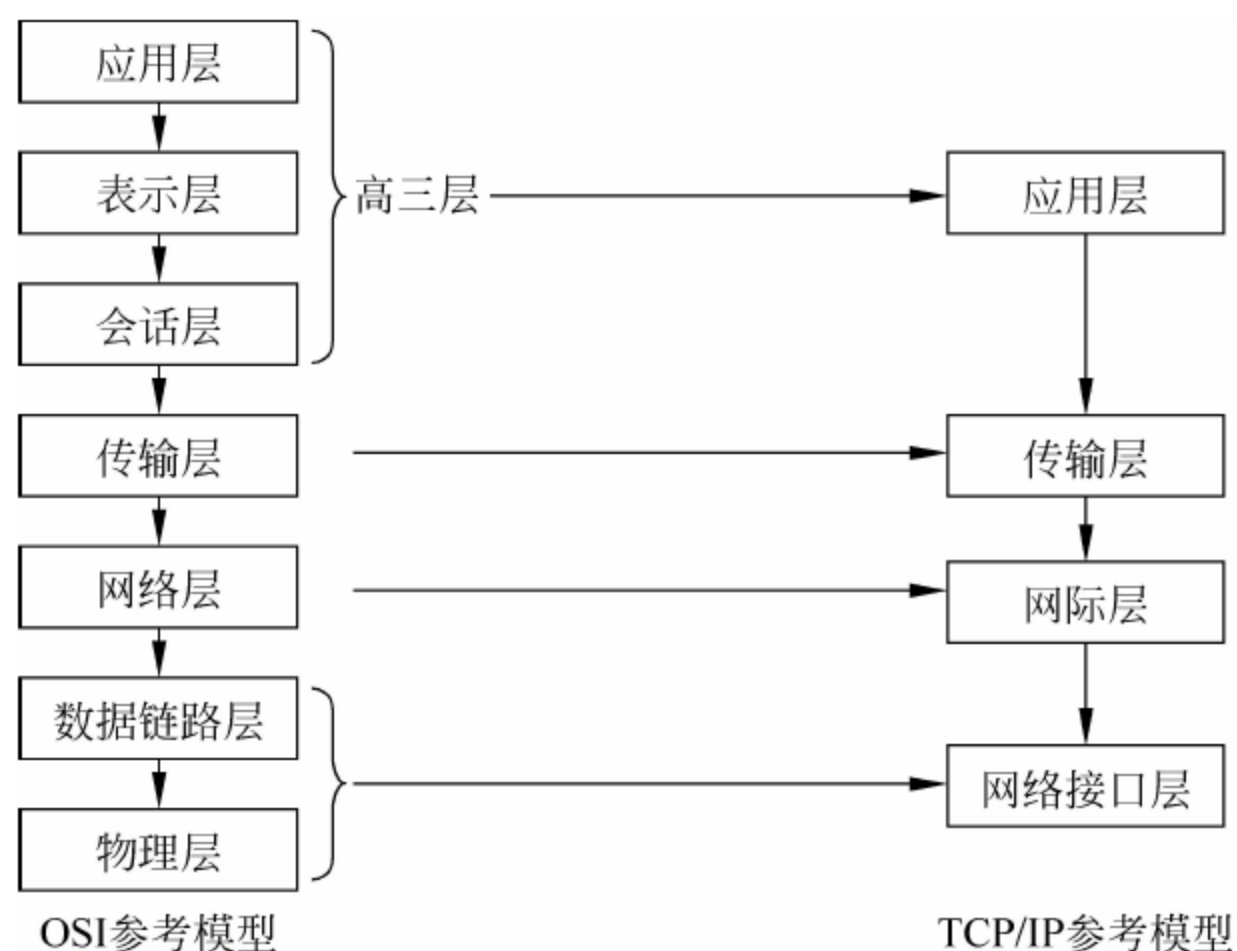 应用层
表示层
高三层
应用层
会话层
传输层
传输层
网络层
网际层
数据链路层
网络接口层
物理层
OSI参考模型
TCP/IP参考模型